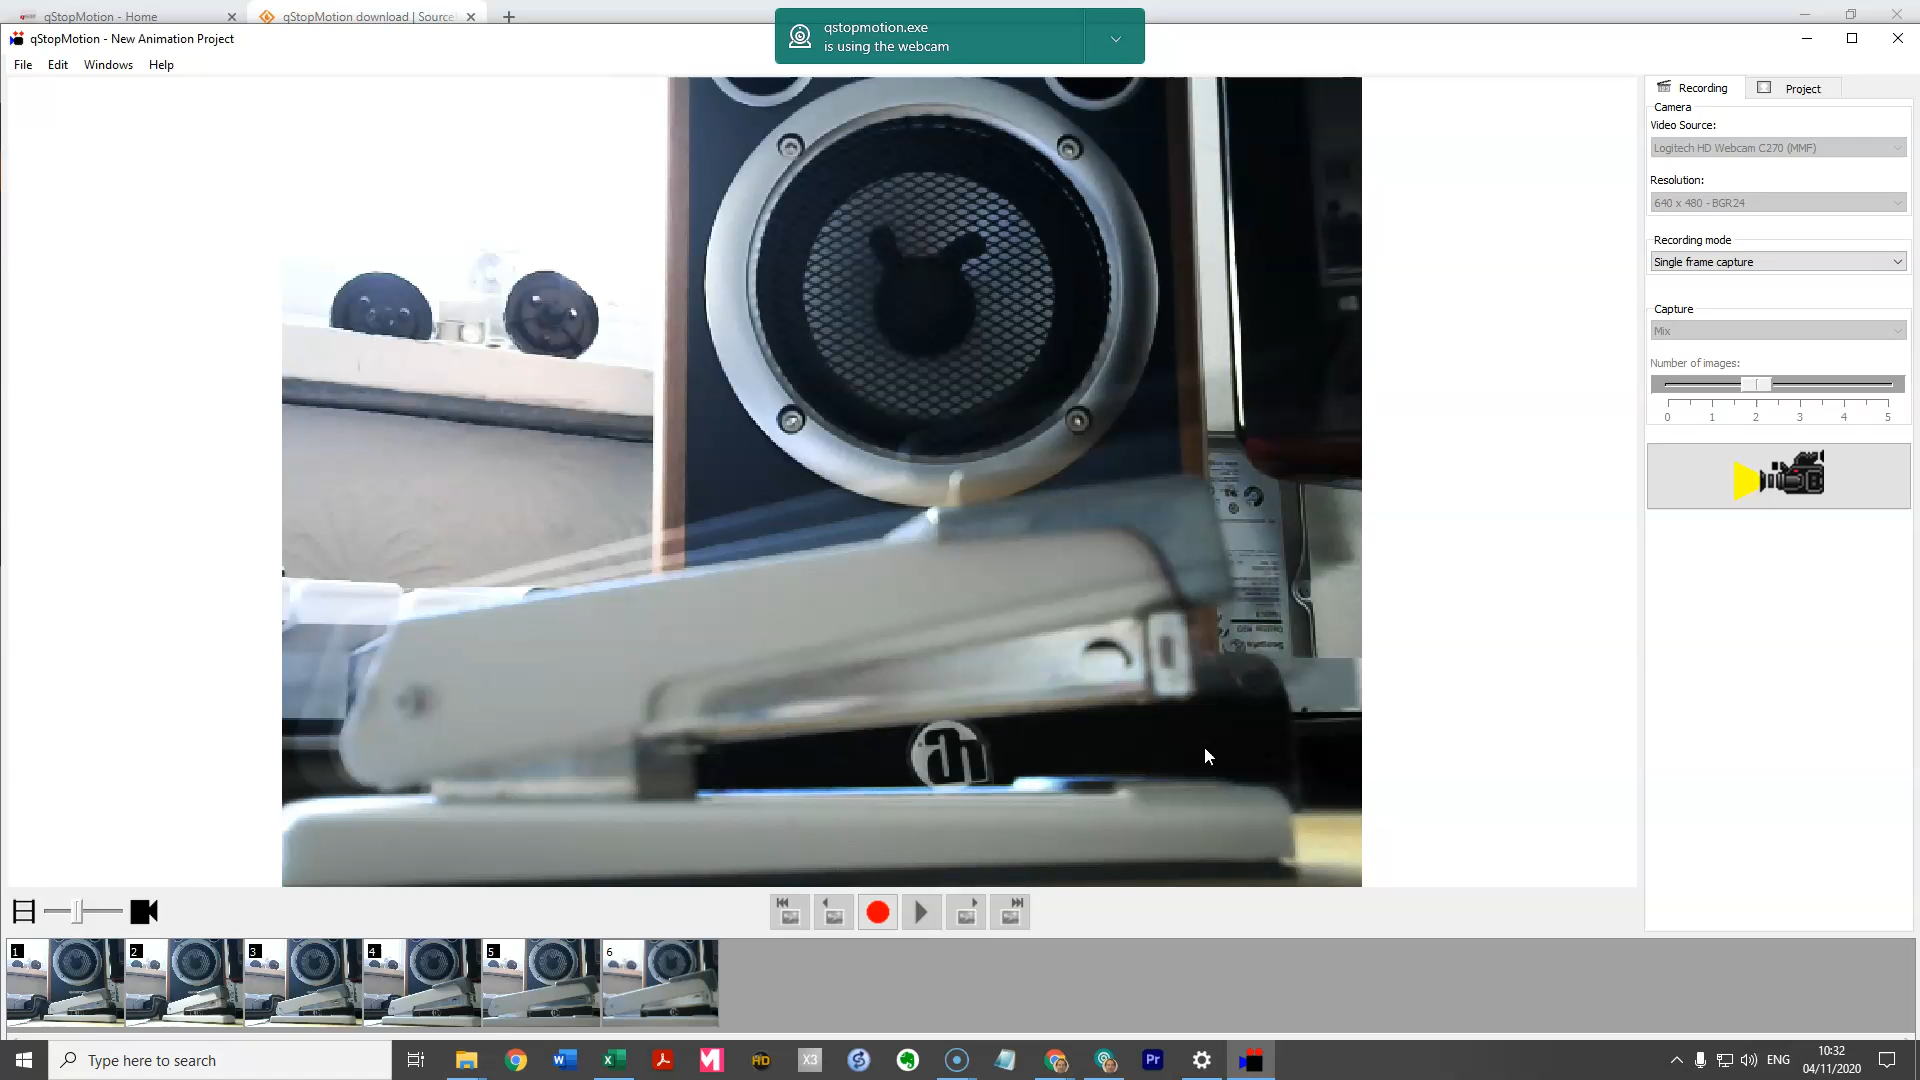 qStopMotion - Home
qStopMotion download | Source
qStopMotion - New Animation Project
qstopmotion.exe
is using the webcam
File Edit Windows Help
Recording Project
Camera
Video Source:
Logitech HD Webcam C270 (MMF)
Resolution:
640 x 480 - BGR24
Recording mode
Single frame capture
Capture
Mix
Number of images:
0 1 2 3 4 5
1 2 3 4 5 6
Type here to search
HD
X3
Pr
ENG
10:32
04/11/2020